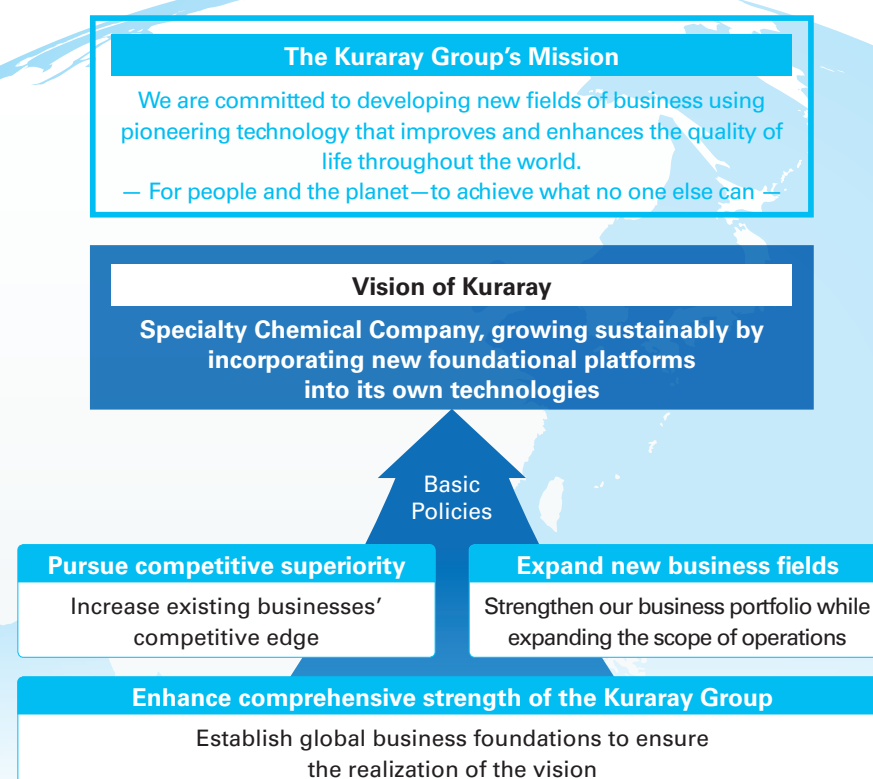 The Kuraray Group’s Mission
We are committed to developing new fields of business using
pioneering technology that improves and enhances the quality of
life throughout the world.
— For people and the planet—to achieve what no one else can —
Vision of Kuraray
Specialty Chemical Company, growing sustainably by
incorporating new foundational platforms
into its own technologies
Basic
Policies
Pursue competitive superiority
Increase existing businesses’
competitive edge
Expand new business fields
Strengthen our business portfolio while
expanding the scope of operations
Enhance comprehensive strength of the Kuraray Group
Establish global business foundations to ensure
the realization of the vision